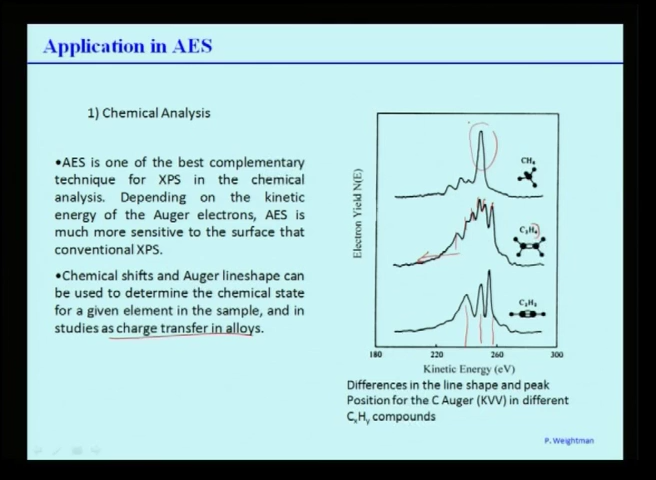 Application in AES
1) Chemical Analysis
•AES is one of the best complementary
technique for XPS in the chemical
analysis. Depending on the kinetic
energy of the Auger electrons, AES is
much more sensitive to the surface that
conventional XPS.
•Chemical shifts and Auger lineshape can
be used to determine the chemical state
for a given element in the sample, and in
studies as charge transfer in alloys.
Electron Yield N(E)
CH₄
C₂H₄
C₂H₂
180 220 260 300
Kinetic Energy (eV)
Differences in the line shape and peak
Position for the C Auger (KVV) in different
CₓHᵧ compounds
P. Weightman